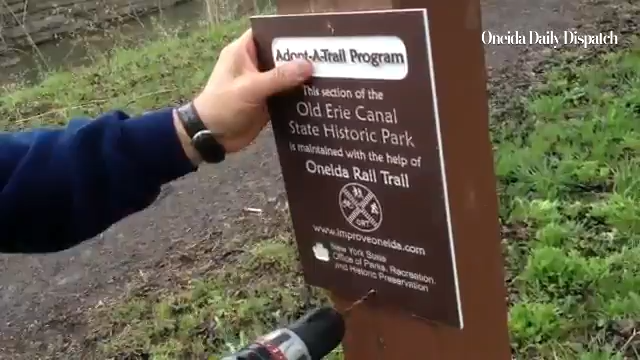 Oneida Daily Dispatch
Adopt-A-Trail Program
This section of the
Old Erie Canal
State Historic Park
is maintained with the help of
Oneida Rail Trail
ORT
www.improveoneida.com
New York State
Office of Parks, Recreation,
and Historic Preservation